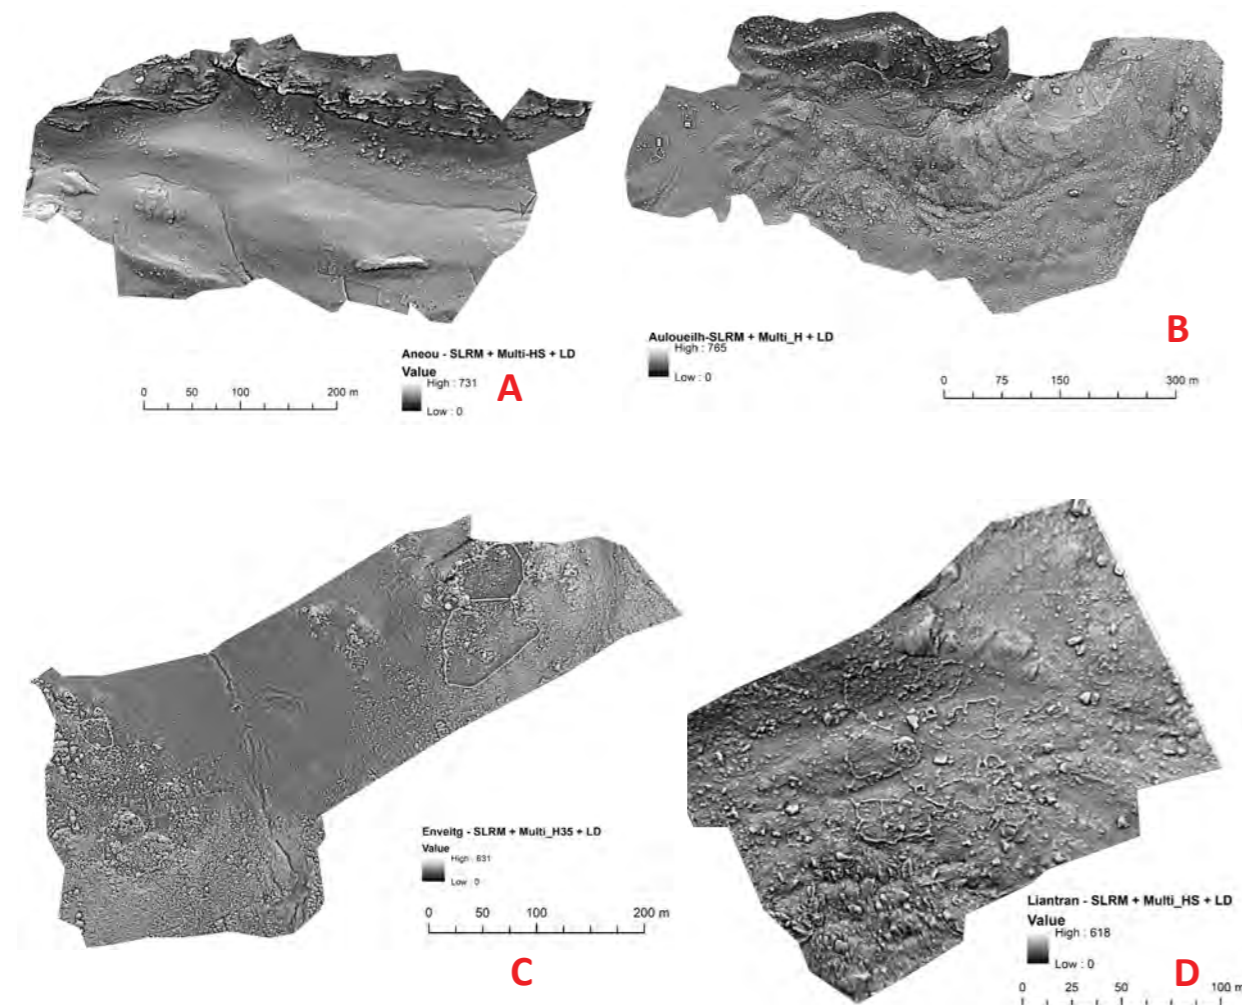 Aneou - SLRM + Multi-HS + LD
Value
High : 731
Low : 0
0 50 100 200 m
A
Auloueilh-SLRM + Multi_H + LD
High : 765
Low : 0
0 75 150 300 m
B
Enveitg - SLRM + Multi_H35 + LD
Value
High : 631
Low : 0
0 50 100 200 m
C
Liantran - SLRM + Multi_HS + LD
Value
High : 618
Low : 0
0 25 50 100 m
D